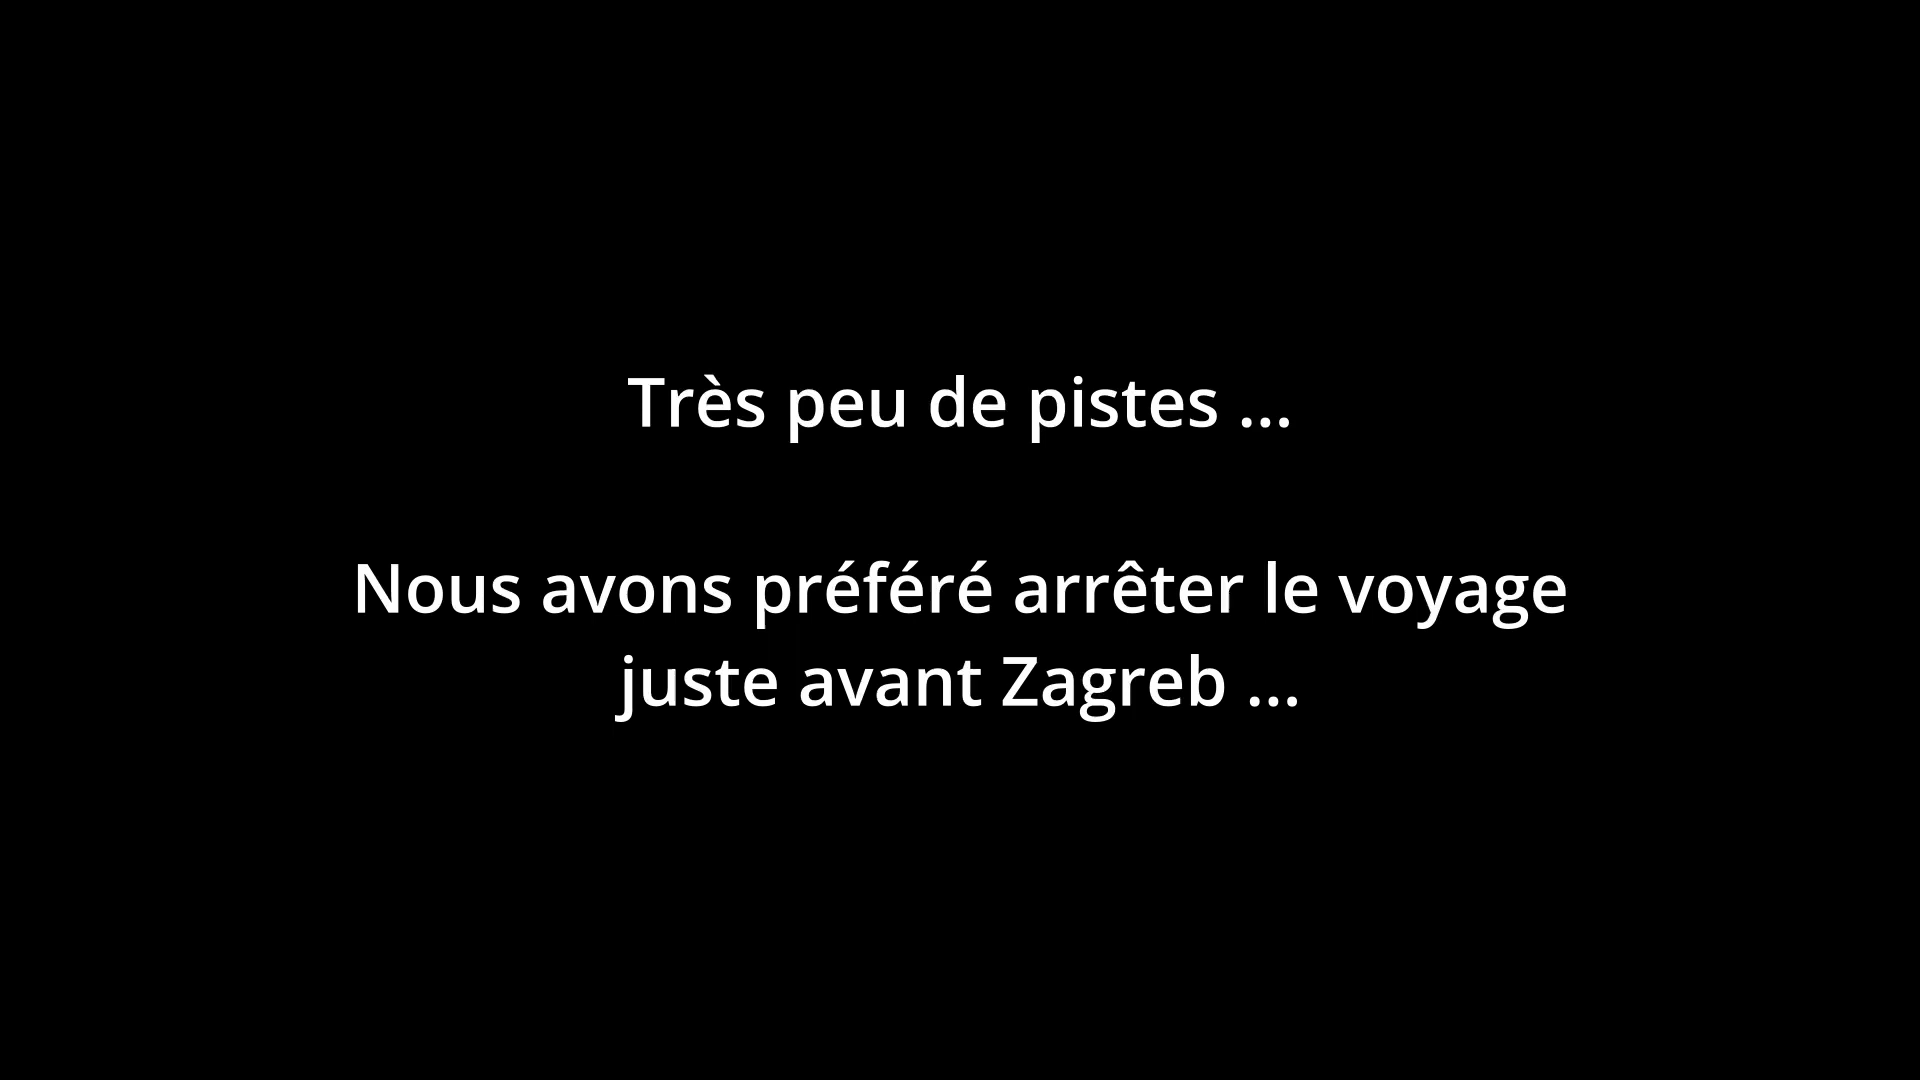 Très peu de pistes ...
Nous avons préféré arrêter le voyage
juste avant Zagreb ...